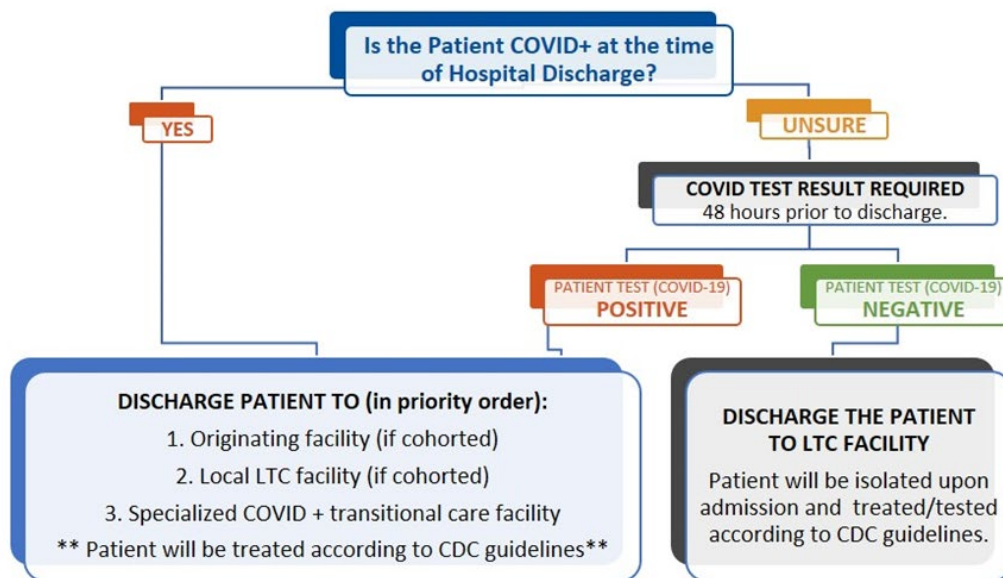 Is the Patient COVID+ at the time
of Hospital Discharge?
YES
UNSURE
COVID TEST RESULT REQUIRED
48 hours prior to discharge.
PATIENT TEST (COVID-19)
POSITIVE
PATIENT TEST (COVID-19)
NEGATIVE
DISCHARGE PATIENT TO (in priority order):
1. Originating facility (if cohorted)
2. Local LTC facility (if cohorted)
3. Specialized COVID + transitional care facility
** Patient will be treated according to CDC guidelines**
DISCHARGE THE PATIENT
TO LTC FACILITY
Patient will be isolated upon
admission and treated/tested
according to CDC guidelines.